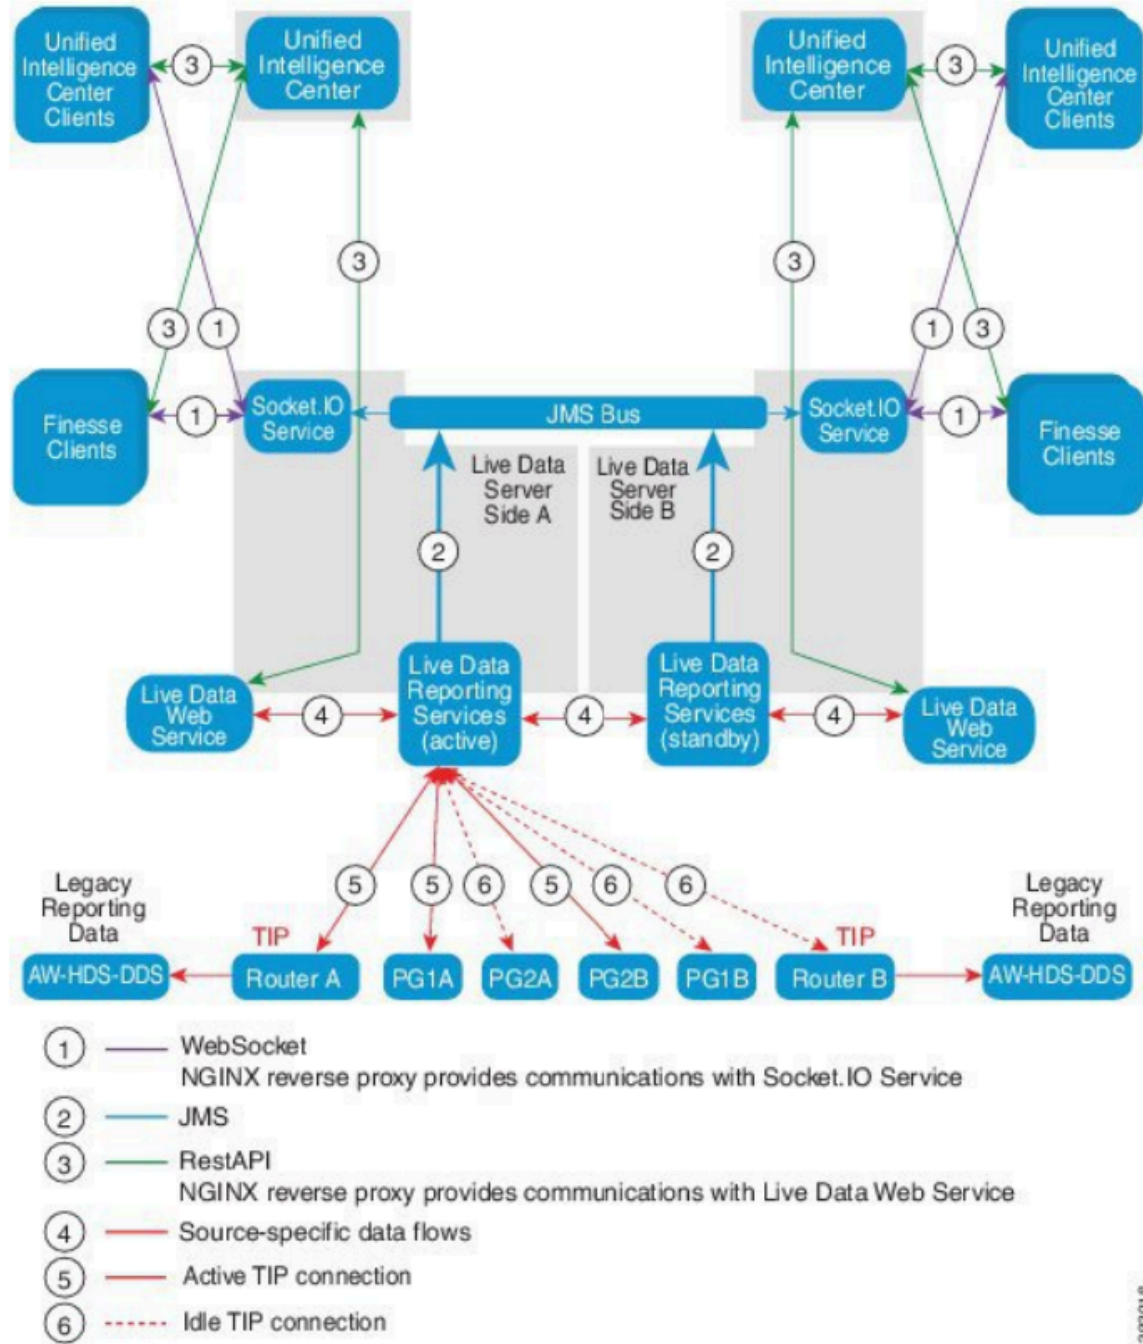 Unified
Intelligence
Center
Clients
3
Unified
Intelligence
Center
Unified
Intelligence
Center
3
Unified
Intelligence
Center
Clients
3
3
3
1
1
3
Finesse
Clients
1
Socket.IO
Service
JMS Bus
Socket.IO
Service
1
Finesse
Clients
Live Data
Server
Side A
Live Data
Server
Side B
2
2
Live Data
Web
Service
4
Live Data
Reporting
Services
(active)
4
Live Data
Reporting
Services
(standby)
4
Live Data
Web
Service
5
5
6
5
6
6
Legacy
Reporting
Data
TIP
TIP
Legacy
Reporting
Data
AW-HDS-DDS
Router A
PG1A
PG2A
PG2B
PG1B
Router B
AW-HDS-DDS
1 WebSocket
NGINX reverse proxy provides communications with Socket.IO Service
2 JMS
3 RestAPI
NGINX reverse proxy provides communications with Live Data Web Service
4 Source-specific data flows
5 Active TIP connection
6 Idle TIP connection